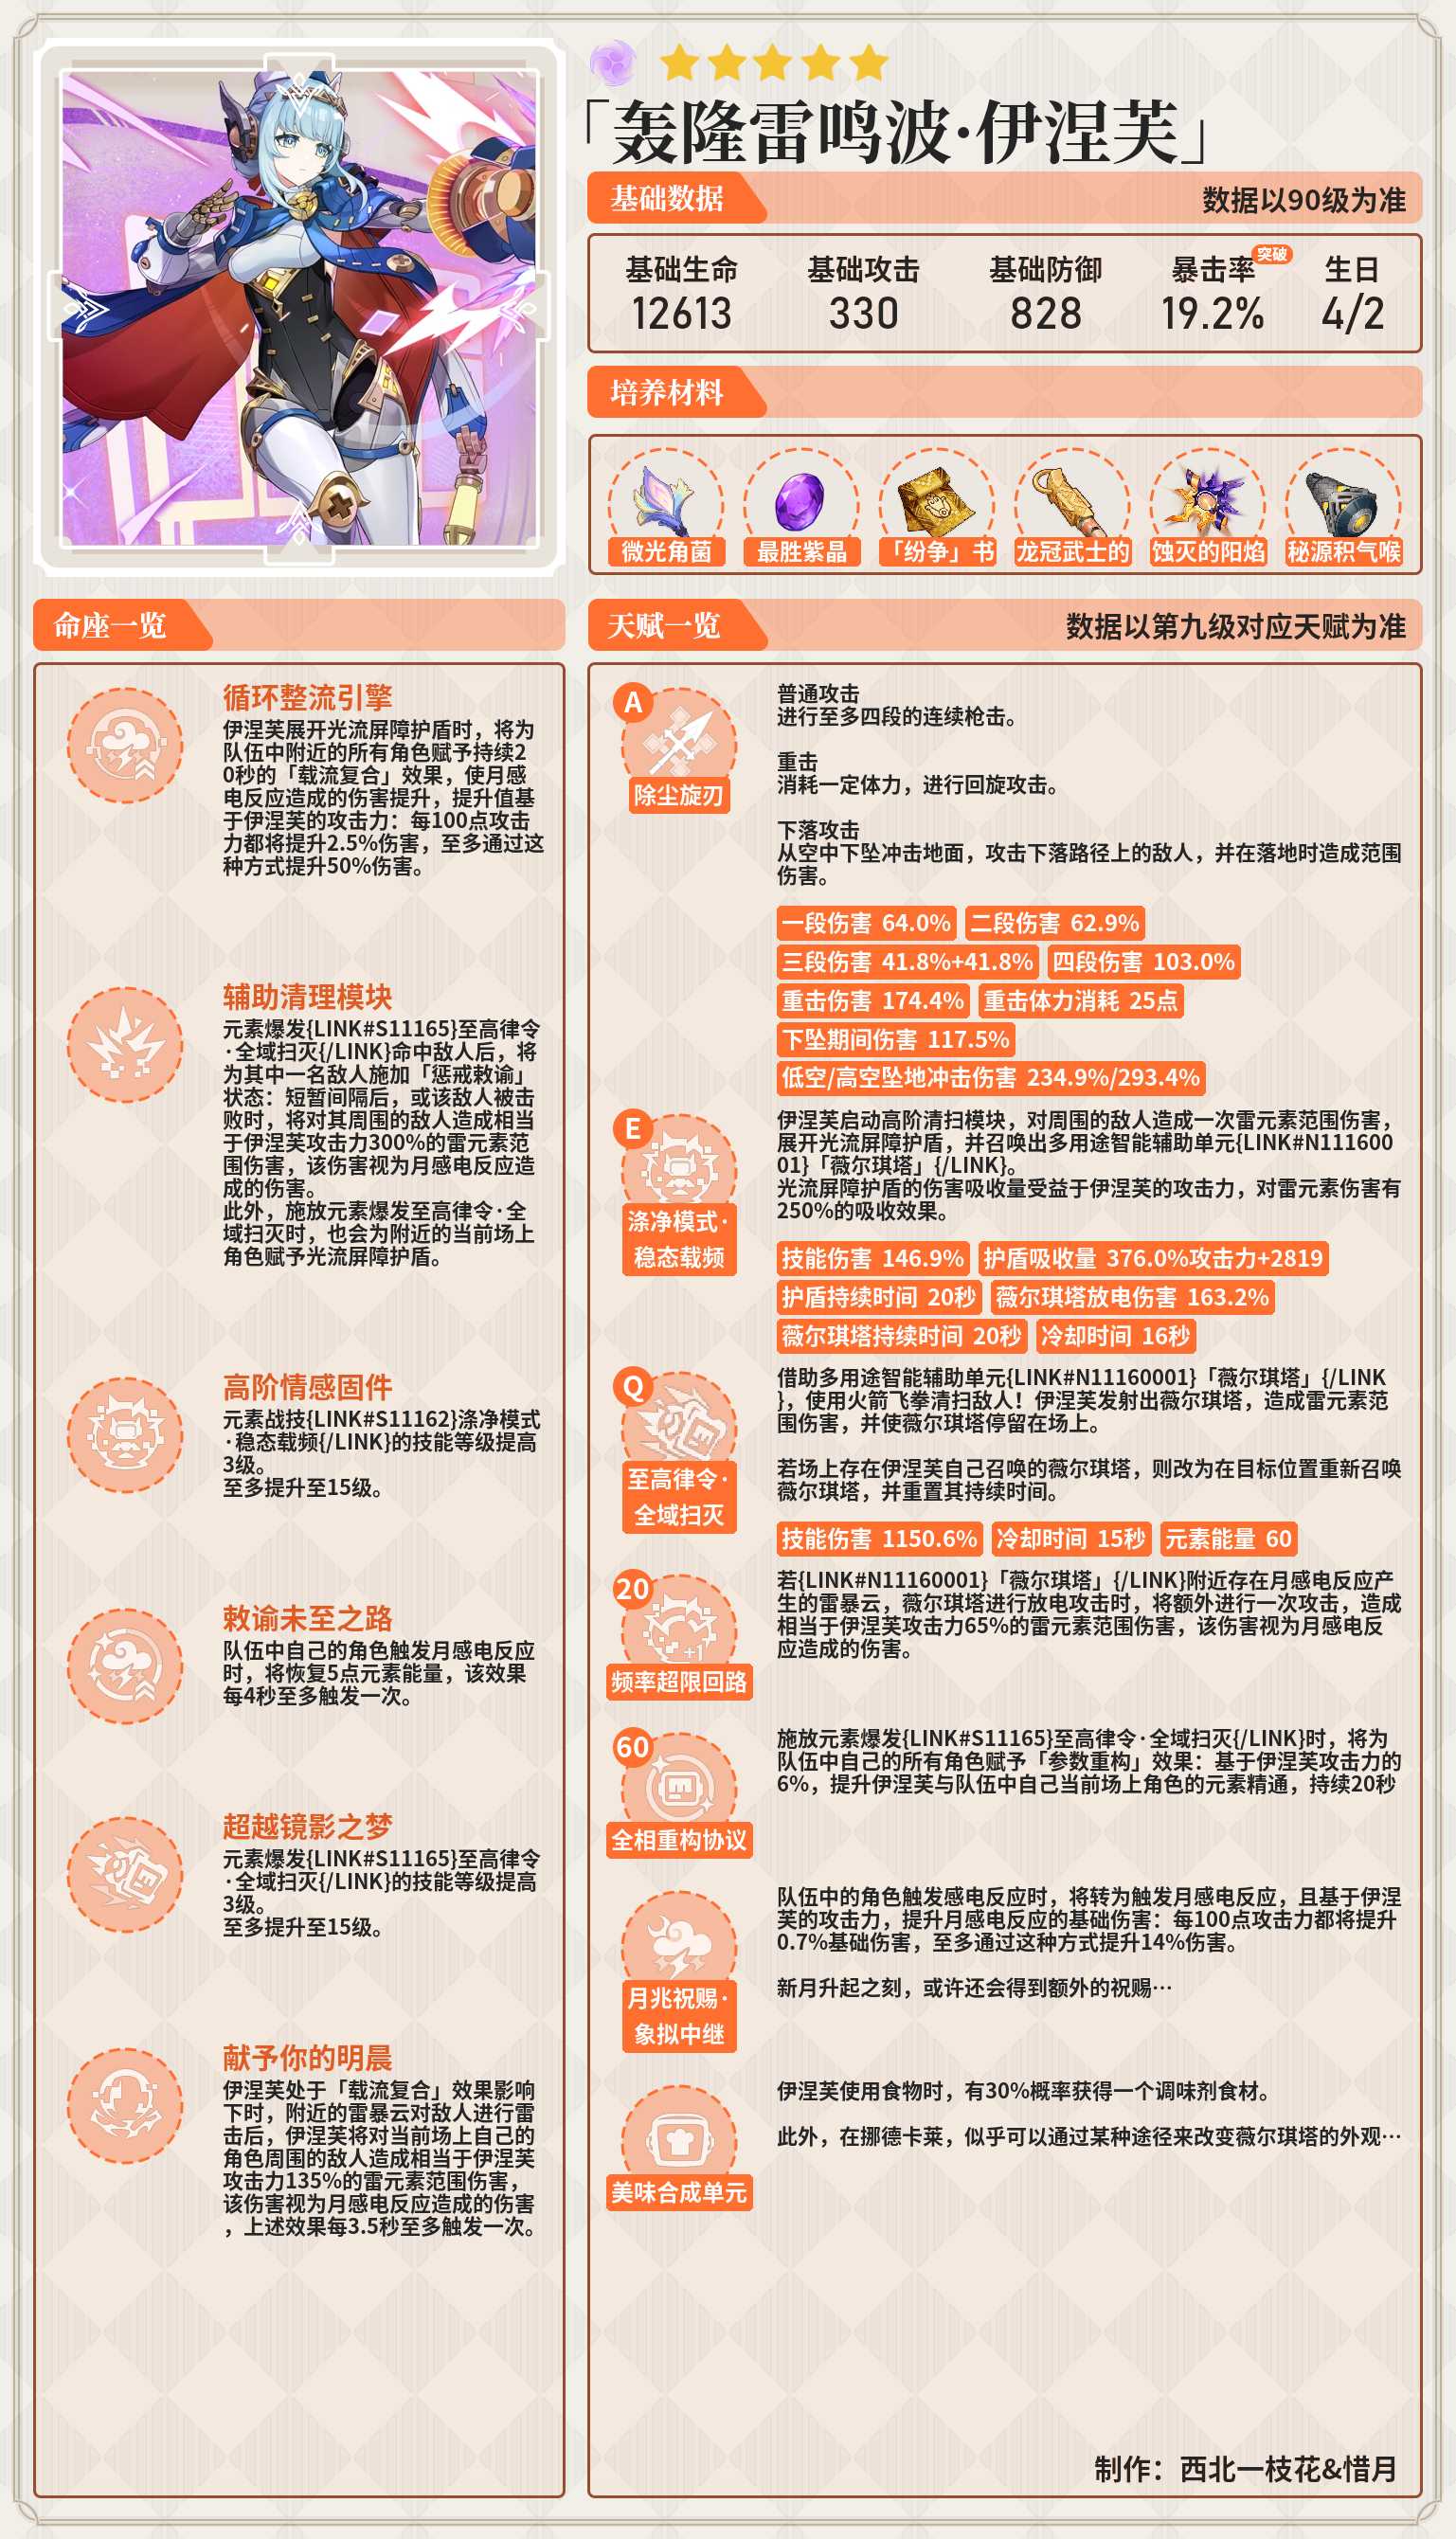 「轰隆雷鸣波·伊涅芙」
基础数据
数据以90级为准
基础生命
12613
基础攻击
330
基础防御
828
暴击率
突破
19.2%
生日
4/2
培养材料
微光角菌
最胜紫晶
「纷争」书
龙冠武士的
蚀灭的阳焰
秘源积气喉
命座一览
循环整流引擎
伊涅芙展开光流屏障护盾时，将为
队伍中附近的所有角色赋予持续2
0秒的「载流复合」效果，使月感
电反应造成的伤害提升，提升值基
于伊涅芙的攻击力：每100点攻击
力都将提升2.5%伤害，至多通过这
种方式提升50%伤害。
辅助清理模块
元素爆发{LINK#S11165}至高律令
·全域扫灭{/LINK}命中敌人后，将
为其中一名敌人施加「惩戒敕谕」
状态：短暂间隔后，或该敌人被击
败时，将对其周围的敌人造成相当
于伊涅芙攻击力300%的雷元素范
围伤害，该伤害视为月感电反应造
成的伤害。
此外，施放元素爆发至高律令·全
域扫灭时，也会为附近的当前场上
角色赋予光流屏障护盾。
高阶情感固件
元素战技{LINK#S11162}涤净模式
·稳态载频{/LINK}的技能等级提高
3级。
至多提升至15级。
敕谕未至之路
队伍中自己的角色触发月感电反应
时，将恢复5点元素能量，该效果
每4秒至多触发一次。
超越镜影之梦
元素爆发{LINK#S11165}至高律令
·全域扫灭{/LINK}的技能等级提高
3级。
至多提升至15级。
献予你的明晨
伊涅芙处于「载流复合」效果影响
下时，附近的雷暴云对敌人进行雷
击后，伊涅芙将对当前场上自己的
角色周围的敌人造成相当于伊涅芙
攻击力135%的雷元素范围伤害，
该伤害视为月感电反应造成的伤害
，上述效果每3.5秒至多触发一次。
天赋一览
数据以第九级对应天赋为准
A
除尘旋刃
普通攻击
进行至多四段的连续枪击。
重击
消耗一定体力，进行回旋攻击。
下落攻击
从空中下坠冲击地面，攻击下落路径上的敌人，并在落地时造成范围
伤害。
一段伤害 64.0% 二段伤害 62.9%
三段伤害 41.8%+41.8% 四段伤害 103.0%
重击伤害 174.4% 重击体力消耗 25点
下坠期间伤害 117.5%
低空/高空坠地冲击伤害 234.9%/293.4%
E
涤净模式·
稳态载频
伊涅芙启动高阶清扫模块，对周围的敌人造成一次雷元素范围伤害，
展开光流屏障护盾，并召唤出多用途智能辅助单元{LINK#N111600
01}「薇尔琪塔」{/LINK}。
光流屏障护盾的伤害吸收量受益于伊涅芙的攻击力，对雷元素伤害有
250%的吸收效果。
技能伤害 146.9% 护盾吸收量 376.0%攻击力+2819
护盾持续时间 20秒 薇尔琪塔放电伤害 163.2%
薇尔琪塔持续时间 20秒 冷却时间 16秒
Q
至高律令·
全域扫灭
借助多用途智能辅助单元{LINK#N11160001}「薇尔琪塔」{/LINK
}，使用火箭飞拳清扫敌人！伊涅芙发射出薇尔琪塔，造成雷元素范
围伤害，并使薇尔琪塔停留在场上。
若场上存在伊涅芙自己召唤的薇尔琪塔，则改为在目标位置重新召唤
薇尔琪塔，并重置其持续时间。
技能伤害 1150.6% 冷却时间 15秒 元素能量 60
20
+1
频率超限回路
若{LINK#N11160001}「薇尔琪塔」{/LINK}附近存在月感电反应产
生的雷暴云，薇尔琪塔进行放电攻击时，将额外进行一次攻击，造成
相当于伊涅芙攻击力65%的雷元素范围伤害，该伤害视为月感电反
应造成的伤害。
60
全相重构协议
施放元素爆发{LINK#S11165}至高律令·全域扫灭{/LINK}时，将为
队伍中自己的所有角色赋予「参数重构」效果：基于伊涅芙攻击力的
6%，提升伊涅芙与队伍中自己当前场上角色的元素精通，持续20秒
月兆祝赐·
象拟中继
队伍中的角色触发感电反应时，将转为触发月感电反应，且基于伊涅
芙的攻击力，提升月感电反应的基础伤害：每100点攻击力都将提升
0.7%基础伤害，至多通过这种方式提升14%伤害。
新月升起之刻，或许还会得到额外的祝赐…
美味合成单元
伊涅芙使用食物时，有30%概率获得一个调味剂食材。
此外，在挪德卡莱，似乎可以通过某种途径来改变薇尔琪塔的外观…
制作：西北一枝花&惜月